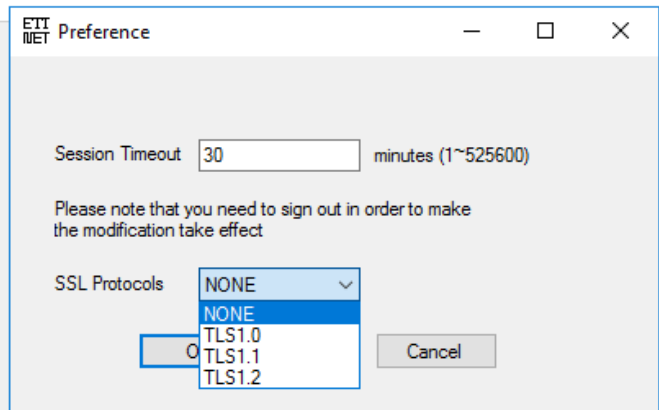 ETT
NET
Preference
Session Timeout 30 minutes (1~525600)
Please note that you need to sign out in order to make
the modification take effect
SSL Protocols NONE
NONE
TLS1.0
TLS1.1
TLS1.2
O
Cancel